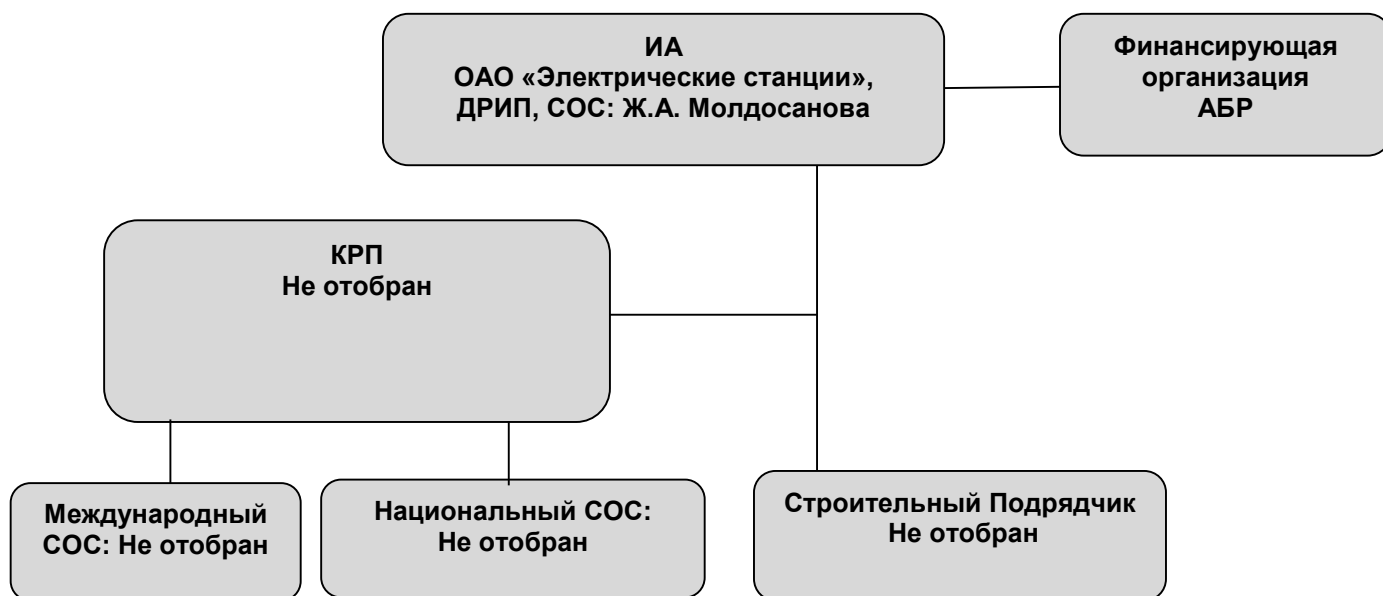 ИА
ОАО «Электрические станции»,
ДРИП, СОС: Ж.А. Молдосанова
Финансирующая
организация
АБР
КРП
Не отобран
Международный
СОС: Не отобран
Национальный СОС:
Не отобран
Строительный Подрядчик
Не отобран